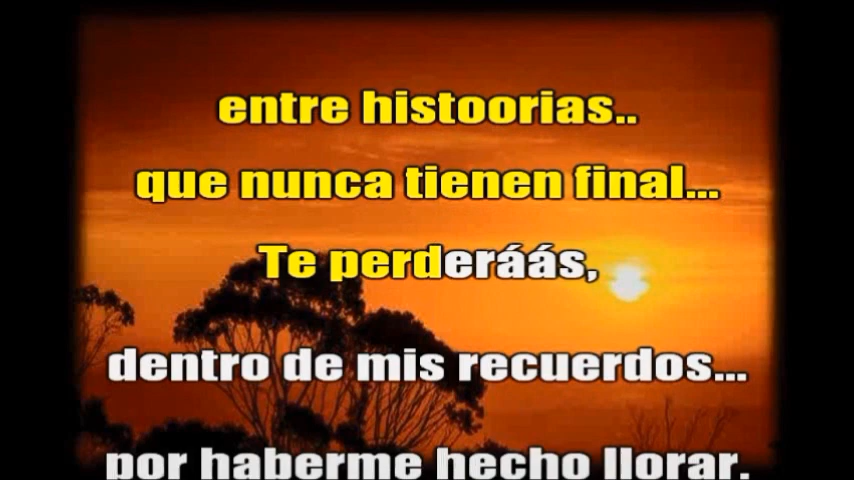 entre histoorias..
que nunca tienen final...
Te perderáás,
dentro de mis recuerdos...
por haberme hecho llorar.